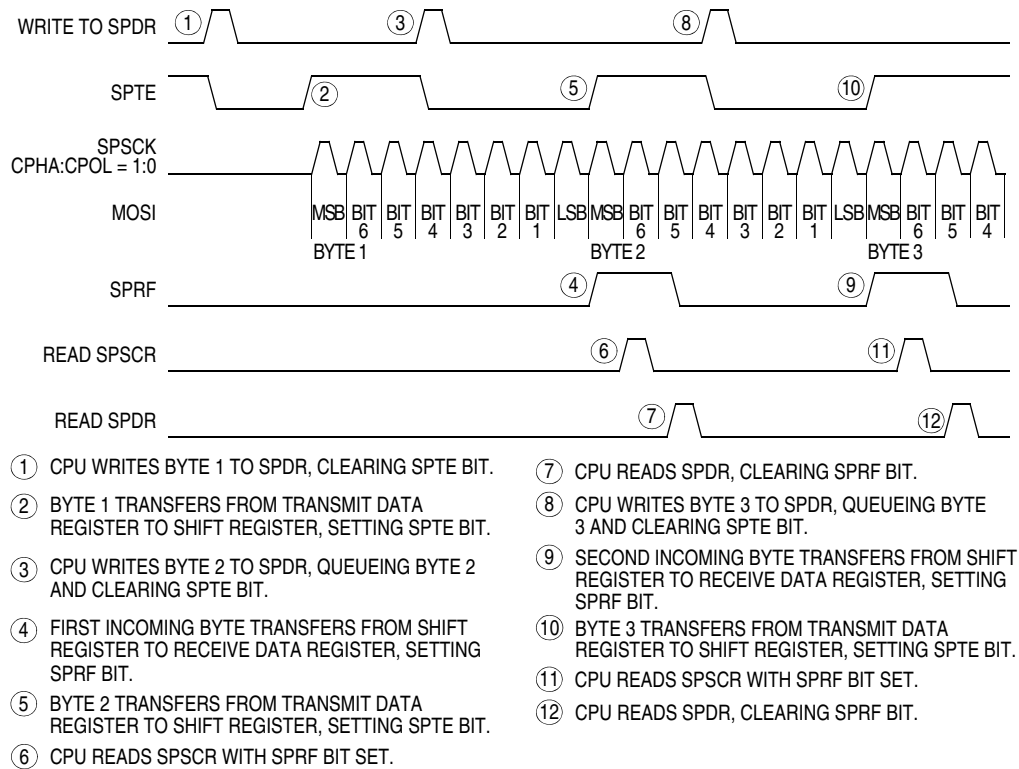 WRITE TO SPDR
1
3
8
SPTE
2
5
10
SPSCK
CPHA:CPOL = 1:0
MOSI
MSB BIT 6 BIT 5 BIT 4 BIT 3 BIT 2 BIT 1 LSB MSB BIT 6 BIT 5 BIT 4 BIT 3 BIT 2 BIT 1 LSB MSB BIT 6 BIT 5 BIT 4
BYTE 1
BYTE 2
BYTE 3
SPRF
4
9
READ SPSCR
6
11
READ SPDR
7
12
1 CPU WRITES BYTE 1 TO SPDR, CLEARING SPTE BIT.
2 BYTE 1 TRANSFERS FROM TRANSMIT DATA
REGISTER TO SHIFT REGISTER, SETTING SPTE BIT.
3 CPU WRITES BYTE 2 TO SPDR, QUEUEING BYTE 2
AND CLEARING SPTE BIT.
4 FIRST INCOMING BYTE TRANSFERS FROM SHIFT
REGISTER TO RECEIVE DATA REGISTER, SETTING
SPRF BIT.
5 BYTE 2 TRANSFERS FROM TRANSMIT DATA
REGISTER TO SHIFT REGISTER, SETTING SPTE BIT.
6 CPU READS SPSCR WITH SPRF BIT SET.
7 CPU READS SPDR, CLEARING SPRF BIT.
8 CPU WRITES BYTE 3 TO SPDR, QUEUEING BYTE
3 AND CLEARING SPTE BIT.
9 SECOND INCOMING BYTE TRANSFERS FROM SHIFT
REGISTER TO RECEIVE DATA REGISTER, SETTING
SPRF BIT.
10 BYTE 3 TRANSFERS FROM TRANSMIT DATA
REGISTER TO SHIFT REGISTER, SETTING SPTE BIT.
11 CPU READS SPSCR WITH SPRF BIT SET.
12 CPU READS SPDR, CLEARING SPRF BIT.